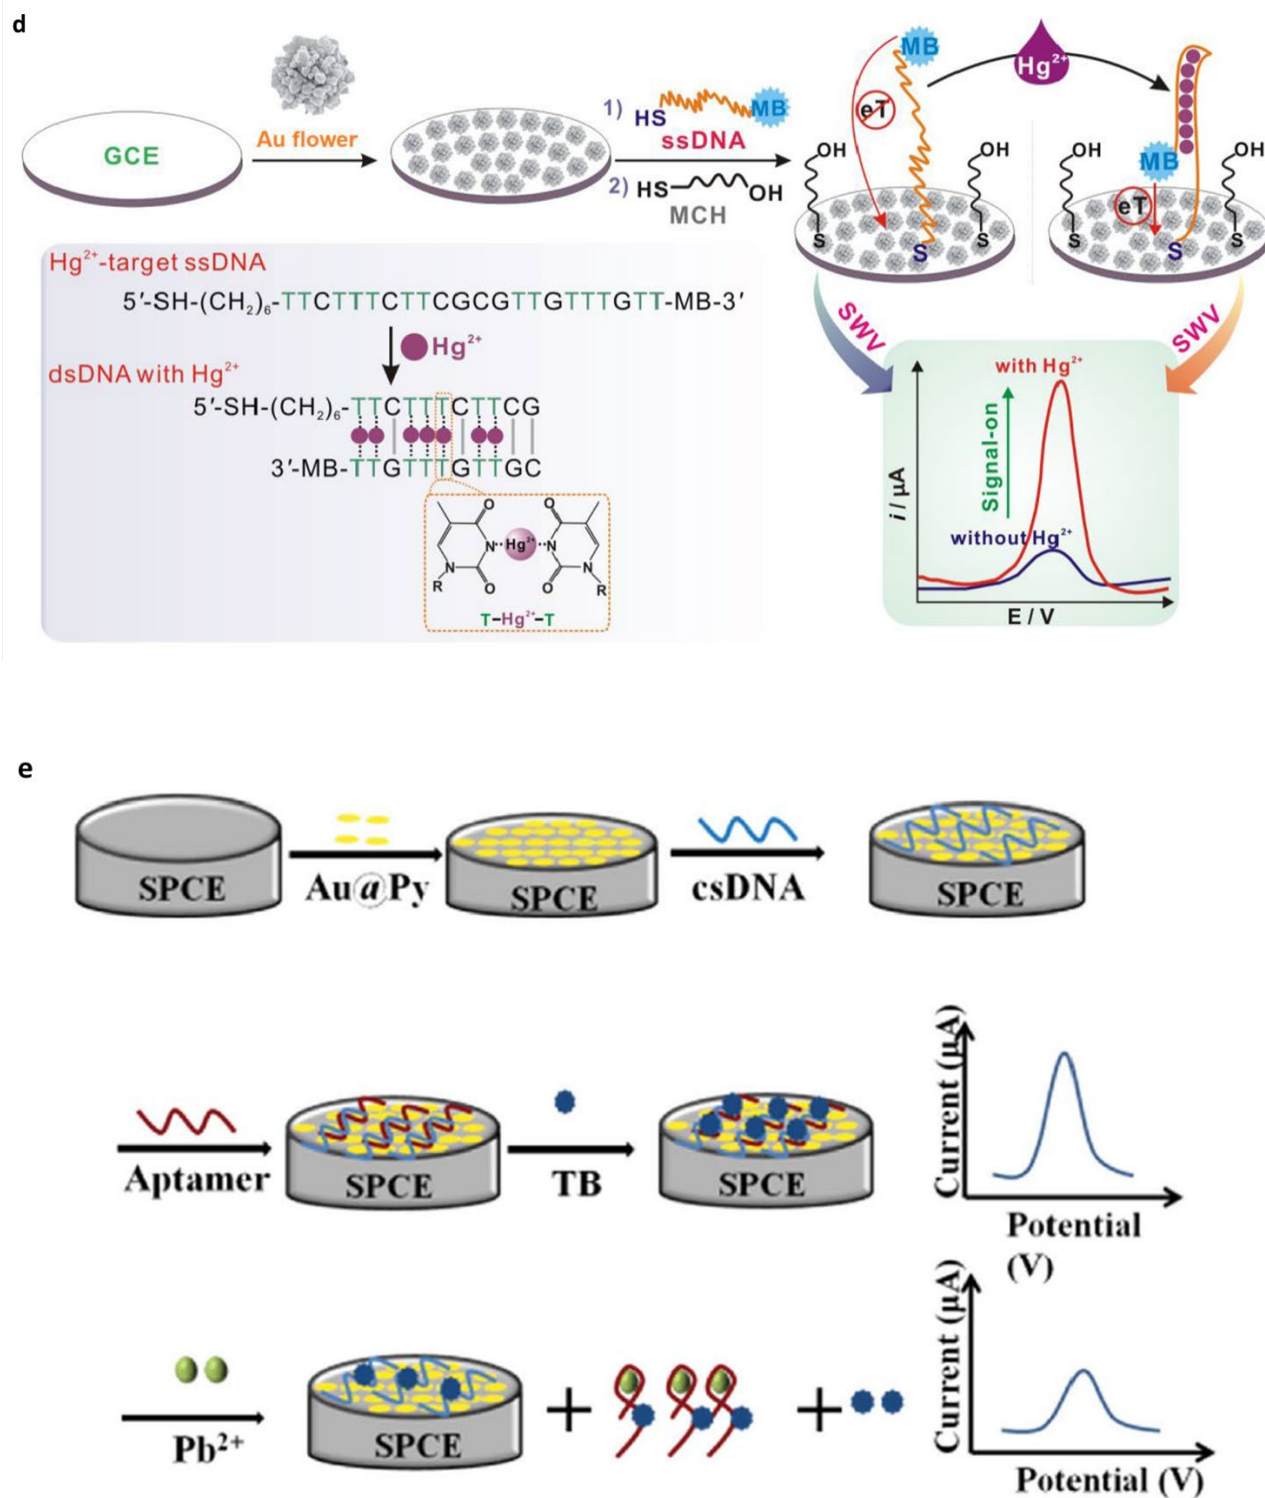 d
GCE
Au flower
1) HS MB
ssDNA
2) HS OH
MCH
MB
eT
OH
OH
S
S
S
Hg²⁺
OH
OH
MB
eT
S
S
S
Hg²⁺-target ssDNA
5′-SH-(CH₂)₆-TTCTTTCTTCGCGTTGTTTGTT-MB-3′
Hg²⁺
dsDNA with Hg²⁺
5′-SH-(CH₂)₆-TTCTTTCTTCG
3′-MB-TTGTTTGTTGC
O
O
N
Hg²⁺
N
N
N
R
O
O
R
T-Hg²⁺-T
SWV
SWV
with Hg²⁺
Signal-on
without Hg²⁺
i / µA
E / V
e
SPCE
Au@Py
SPCE
csDNA
SPCE
Aptamer
SPCE
TB
SPCE
Current (µA)
Potential
(V)
Pb²⁺
SPCE
+
+
Current (µA)
Potential (V)